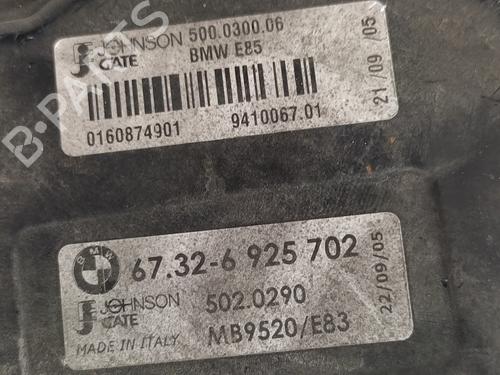 JOHNSON
GATE
500.0300.06
BMW E85
21/09/05
0160874901
9410067.01
B-PARTS
BMW
67.32-6 925 702
JOHNSON
GATE
502.0290
MADE IN ITALY
MB9520/E83
22/09/05